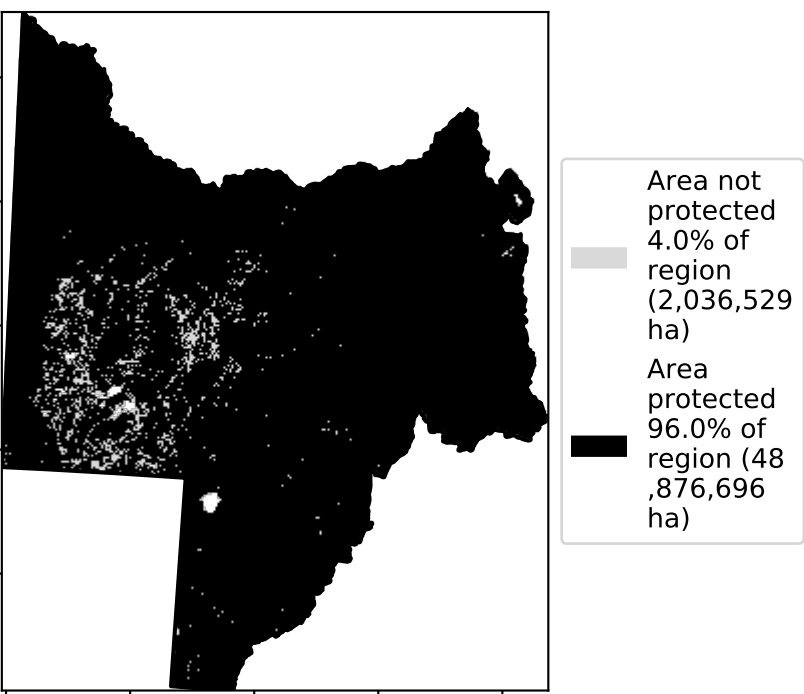 Area not
protected
4.0% of
region
(2,036,529
ha)
Area
protected
96.0% of
region (48
,876,696
ha)